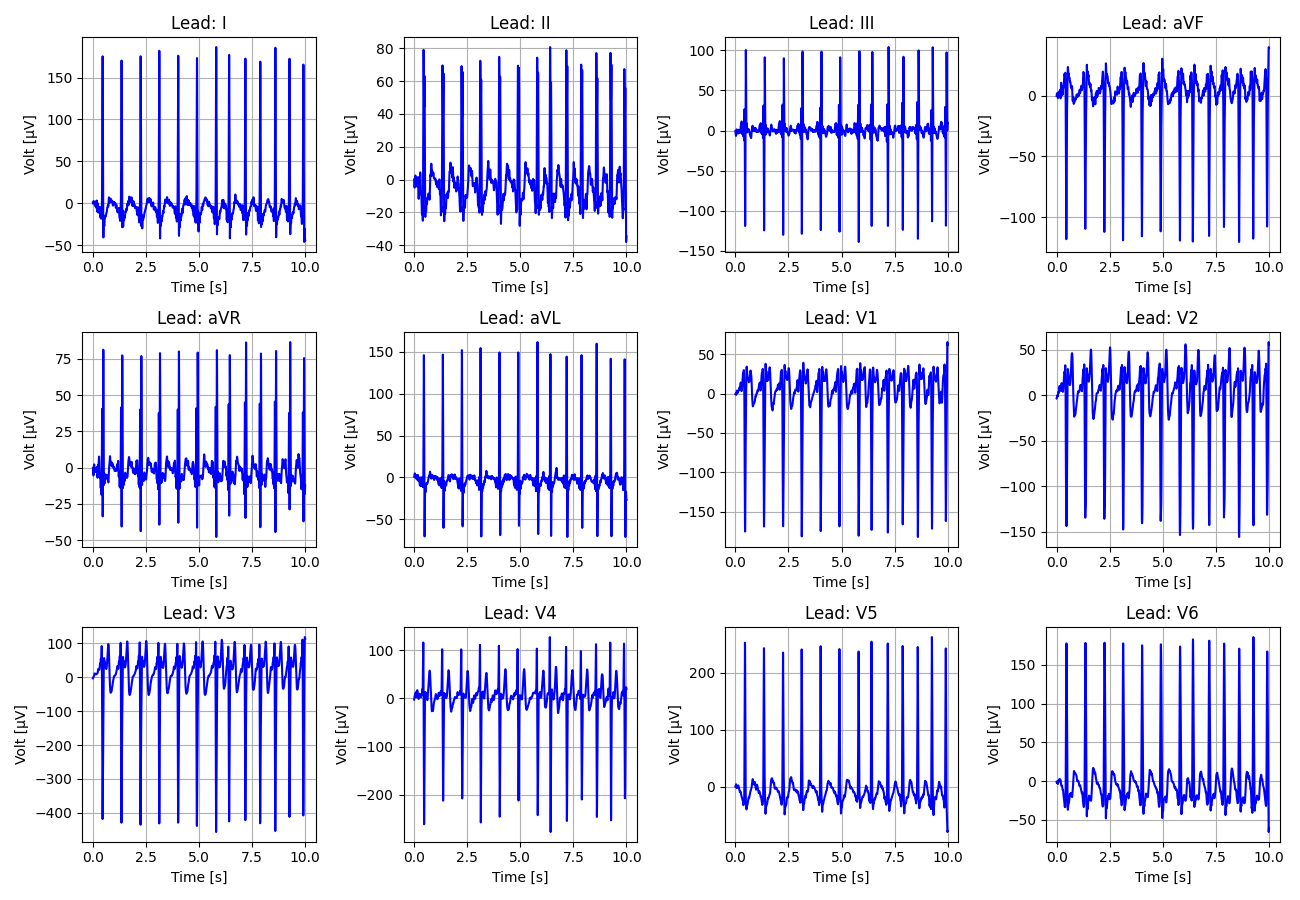 Lead: I
Lead: II
Lead: III
Lead: aVF
Volt [µV]
150
100
50
0
−50
0.0 2.5 5.0 7.5 10.0
Time [s]
Volt [µV]
80
60
40
20
0
−20
−40
0.0 2.5 5.0 7.5 10.0
Time [s]
Volt [µV]
100
50
0
−50
−100
−150
0.0 2.5 5.0 7.5 10.0
Time [s]
Volt [µV]
0
−50
−100
0.0 2.5 5.0 7.5 10.0
Time [s]
Lead: aVR
Lead: aVL
Lead: V1
Lead: V2
Volt [µV]
75
50
25
0
−25
−50
0.0 2.5 5.0 7.5 10.0
Time [s]
Volt [µV]
150
100
50
0
−50
0.0 2.5 5.0 7.5 10.0
Time [s]
Volt [µV]
50
0
−50
−100
−150
0.0 2.5 5.0 7.5 10.0
Time [s]
Volt [µV]
50
0
−50
−100
−150
0.0 2.5 5.0 7.5 10.0
Time [s]
Lead: V3
Lead: V4
Lead: V5
Lead: V6
Volt [µV]
100
0
−100
−200
−300
−400
0.0 2.5 5.0 7.5 10.0
Time [s]
Volt [µV]
100
0
−100
−200
0.0 2.5 5.0 7.5 10.0
Time [s]
Volt [µV]
200
100
0
0.0 2.5 5.0 7.5 10.0
Time [s]
Volt [µV]
150
100
50
0
−50
0.0 2.5 5.0 7.5 10.0
Time [s]